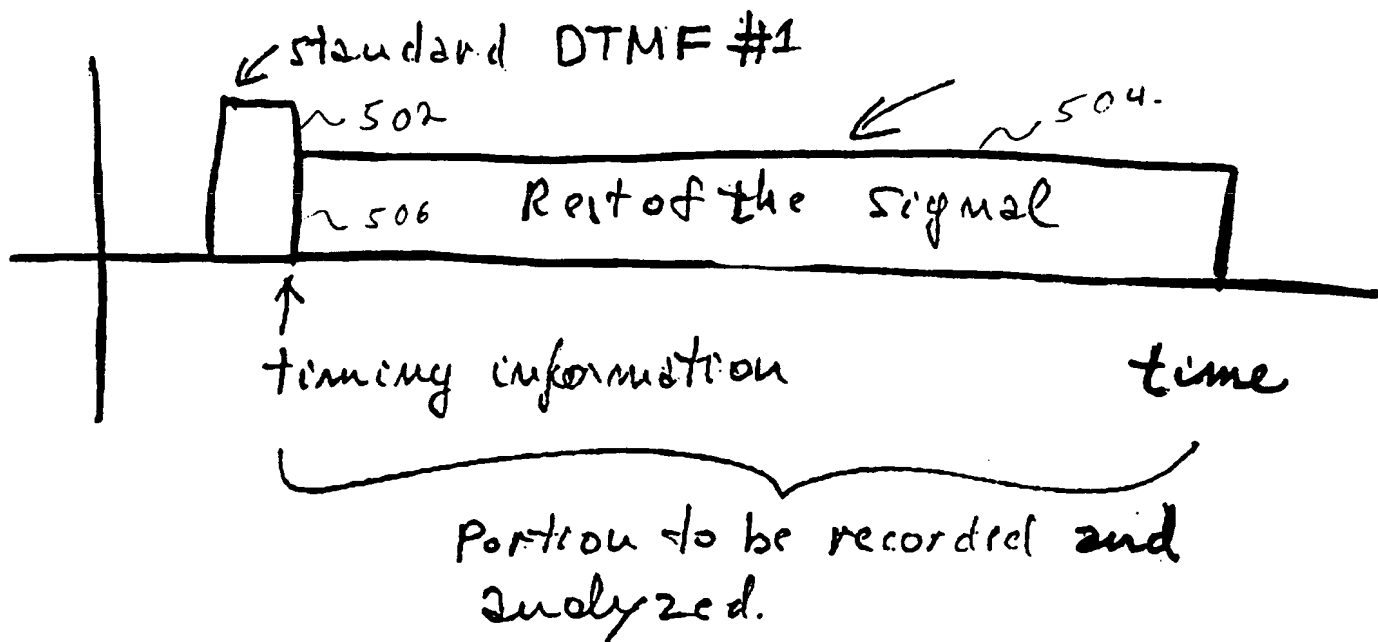 standard DTMF #1
502
504.
506
Rest of the signal
timing information
time
Portion to be recorded and
analyzed.